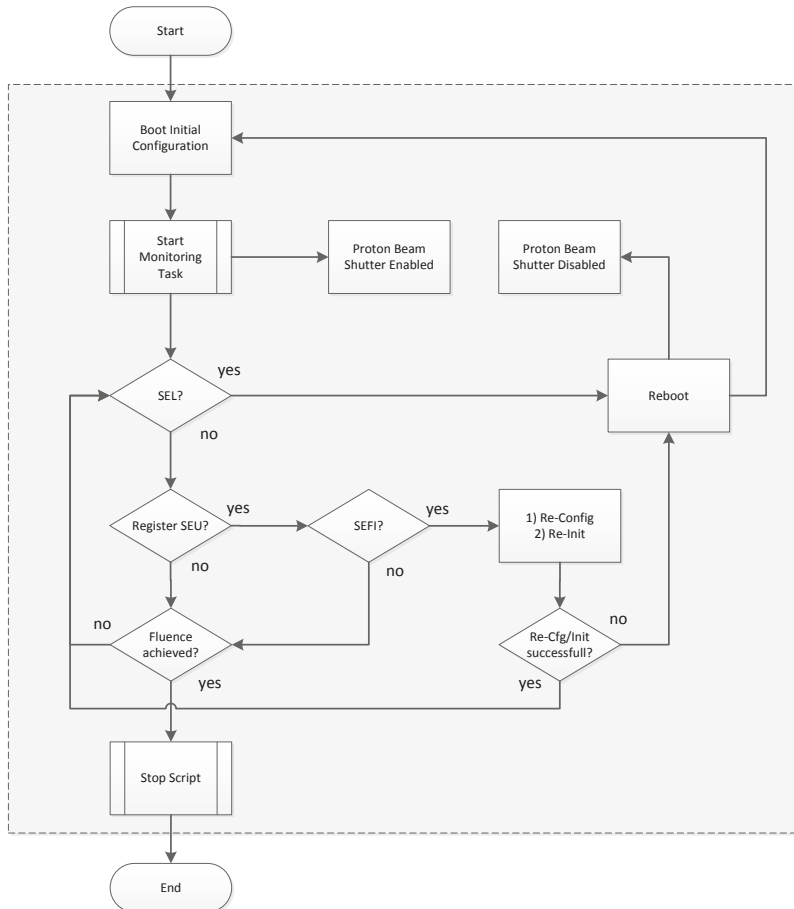 Start
Boot Initial
Configuration
Start
Monitoring
Task
Proton Beam
Shutter Enabled
Proton Beam
Shutter Disabled
SEL?
yes
no
Reboot
Register SEU?
yes
no
SEFI?
yes
no
1) Re-Config
2) Re-Init
Fluence
achieved?
no
yes
Re-Cfg/Init
successfull?
no
yes
Stop Script
End